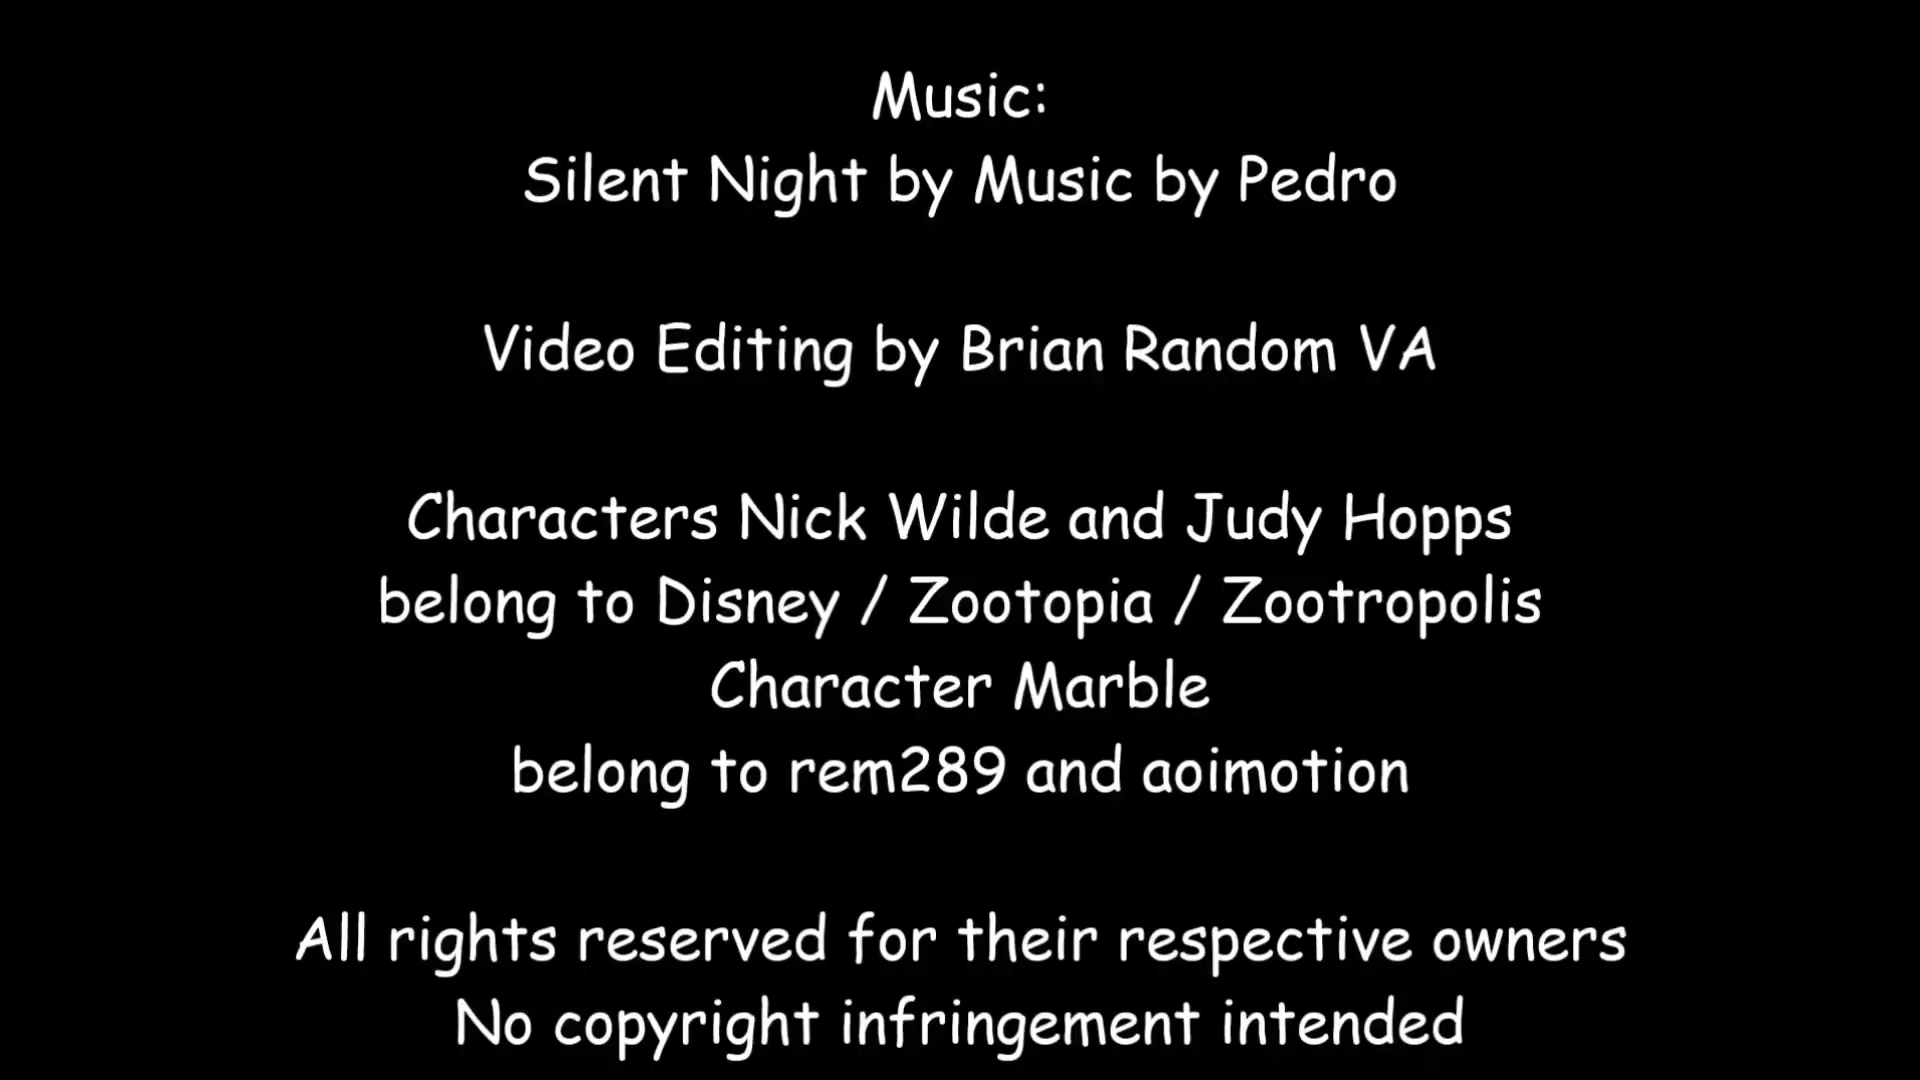 Music:
Silent Night by Music by Pedro
Video Editing by Brian Random VA
Characters Nick Wilde and Judy Hopps
belong to Disney / Zootopia / Zootropolis
Character Marble
belong to rem289 and aoimotion
All rights reserved for their respective owners
No copyright infringement intended